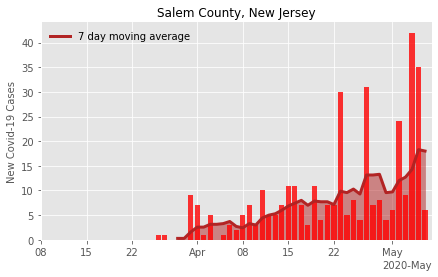 Salem County, New Jersey
7 day moving average
New Covid-19 Cases
40
35
30
25
20
15
10
5
0
08 15 22 Apr 08 15 22 May
2020-May